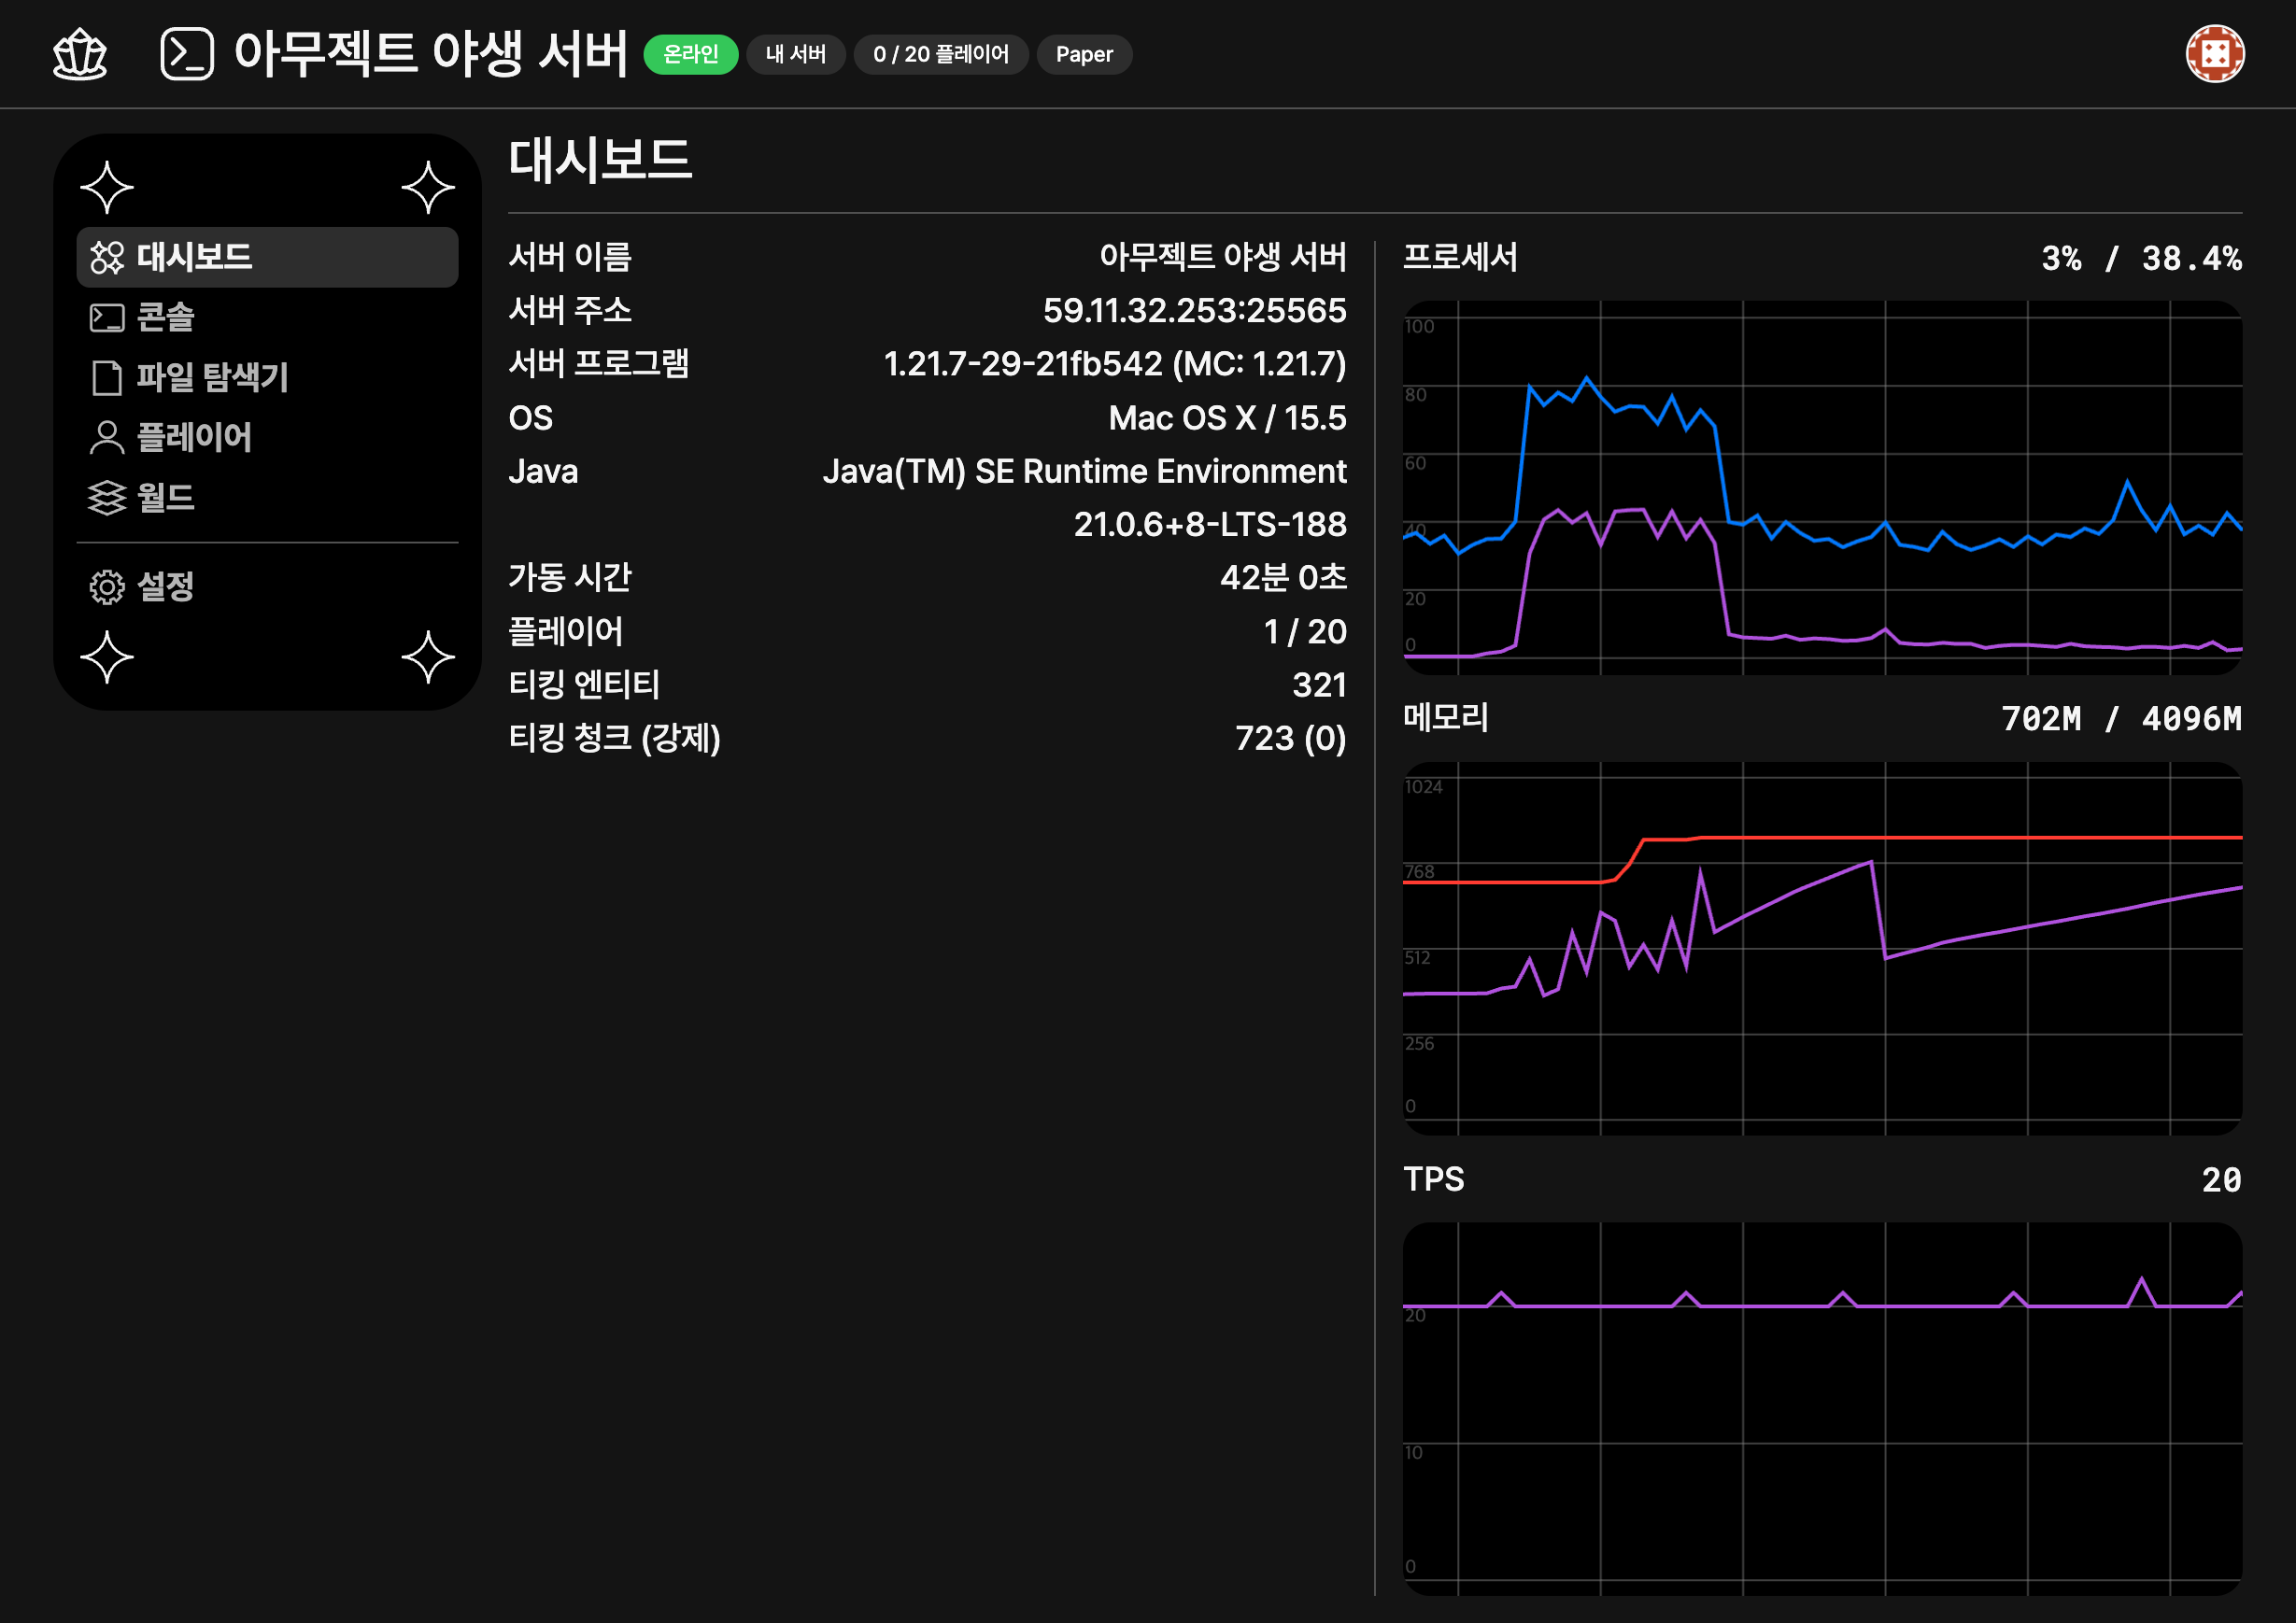 아무젝트 야생 서버 온라인 내 서버 0 / 20 플레이어 Paper
대시보드
콘솔
파일 탐색기
플레이어
월드
설정
대시보드
서버 이름 아무젝트 야생 서버
서버 주소 59.11.32.253:25565
서버 프로그램 1.21.7-29-21fb542 (MC: 1.21.7)
OS Mac OS X / 15.5
Java Java(TM) SE Runtime Environment
21.0.6+8-LTS-188
가동 시간 42분 0초
플레이어 1 / 20
티킹 엔티티 321
티킹 청크 (강제) 723 (0)
프로세서 3% / 38.4%
100
80
60
40
20
0
메모리 702M / 4096M
1024
768
512
256
0
TPS 20
20
10
0